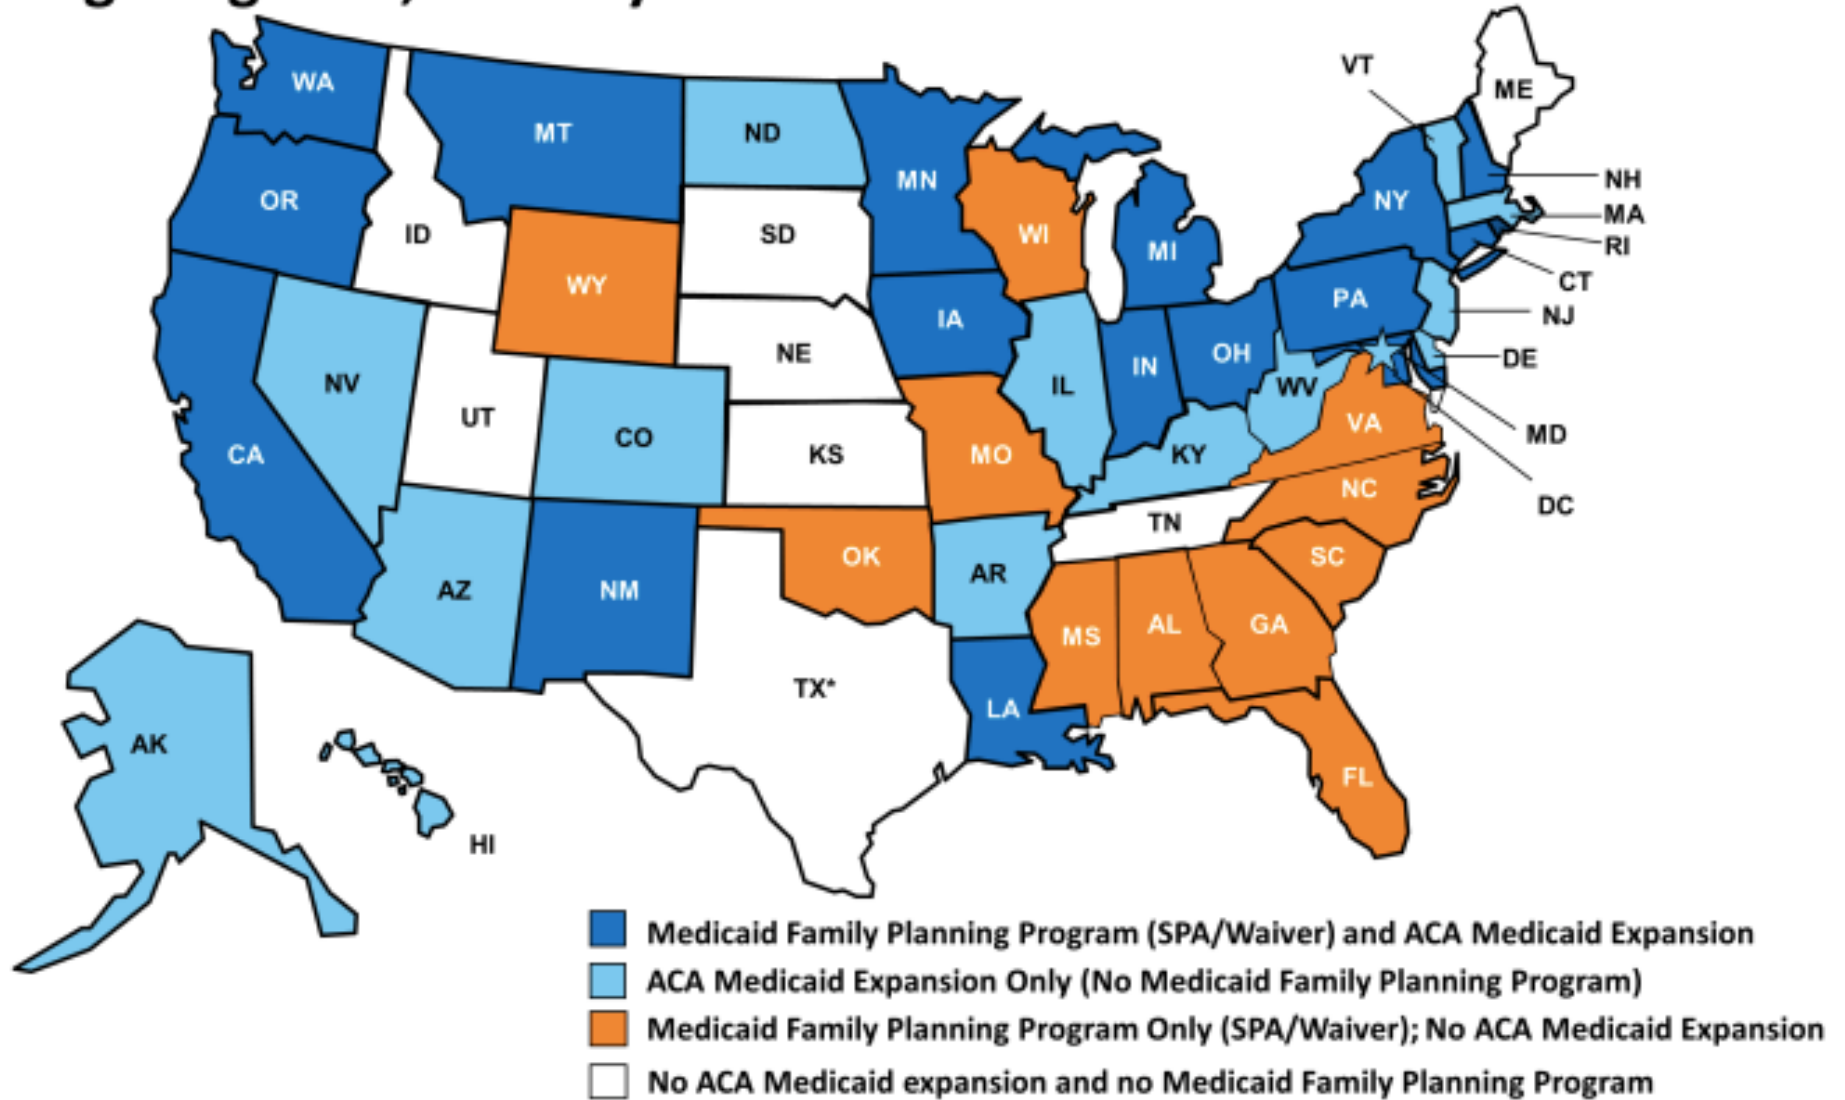 WA
MT
ND
MN
VT
ME
OR
ID
SD
WI
MI
NY
NH
MA
RI
CT
WY
IA
PA
NJ
NE
NV
UT
CO
IL
IN
OH
WV
DE
MD
DC
CA
KS
MO
KY
VA
NC
TN
AZ
NM
OK
AR
SC
MS
AL
GA
TX*
LA
FL
AK
HI
Medicaid Family Planning Program (SPA/Waiver) and ACA Medicaid Expansion
ACA Medicaid Expansion Only (No Medicaid Family Planning Program)
Medicaid Family Planning Program Only (SPA/Waiver); No ACA Medicaid Expansion
No ACA Medicaid expansion and no Medicaid Family Planning Program